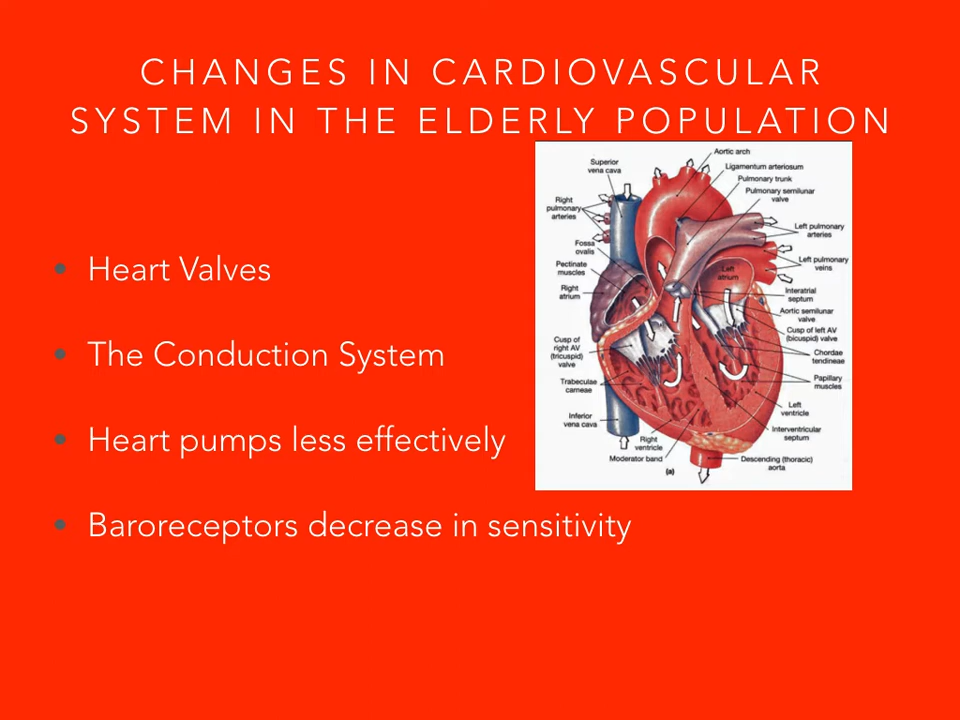 CHANGES IN CARDIOVASCULAR
SYSTEM IN THE ELDERLY POPULATION
• Heart Valves
• The Conduction System
• Heart pumps less effectively
• Baroreceptors decrease in sensitivity
Superior
vena cava
Right
pulmonary
arteries
Fossa
ovalis
Pectinate
muscles
Right
atrium
Cusp of
right AV
(tricuspid)
valve
Trabeculae
carneae
Inferior
vena cava
Right
ventricle
Moderator band
(a)
Aortic arch
Ligamentum arteriosum
Pulmonary trunk
Pulmonary semilunar
valve
Left pulmonary
arteries
Left pulmonary
veins
Left
atrium
Interatrial
septum
Aortic semilunar
valve
Cusp of left AV
(bicuspid) valve
Chordae
tendineae
Papillary
muscles
Left
ventricle
Interventricular
septum
Descending (thoracic)
aorta